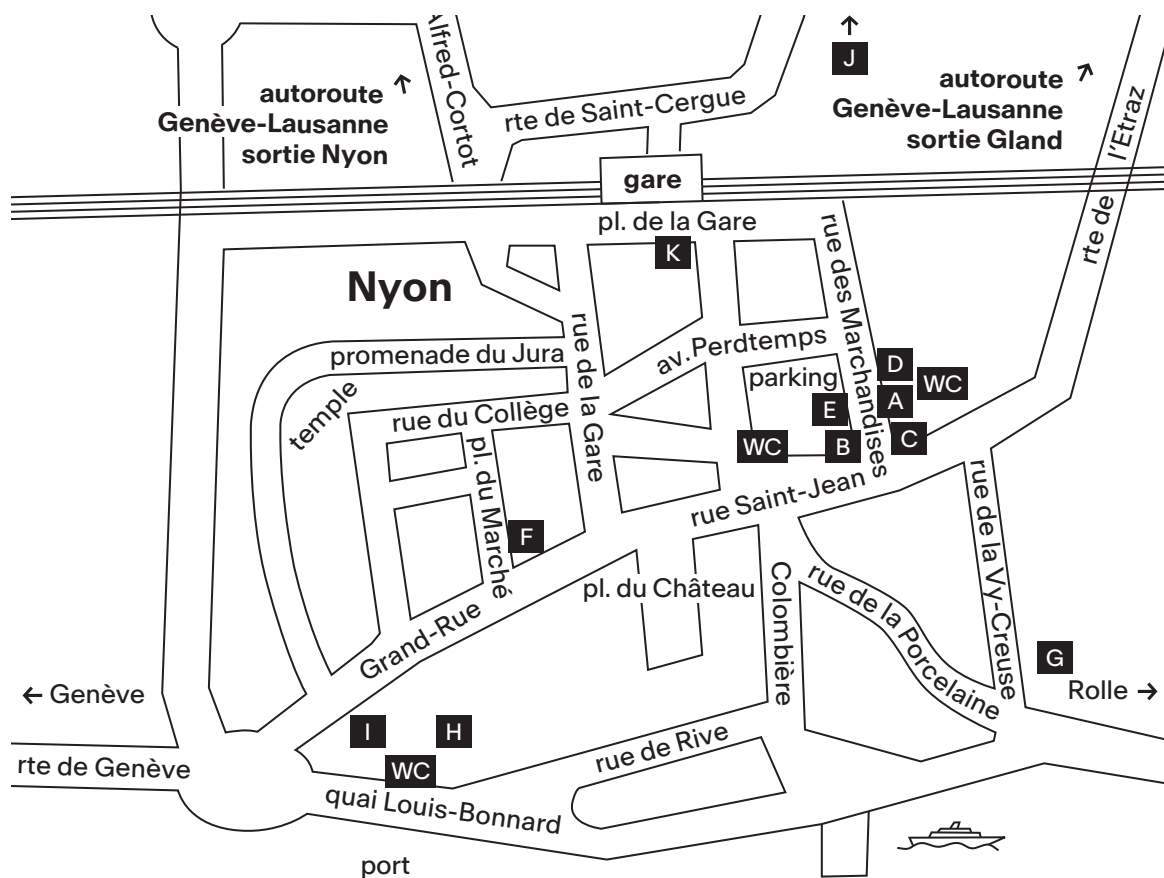 Alfred-Cortot
↑
J
autoroute ↑
Genève-Lausanne
sortie Nyon
rte de Saint-Cergue
autoroute ↗
Genève-Lausanne
sortie Gland
rte de l'Etraz
gare
pl. de la Gare
K
Nyon
rue des Marchandises
rue de la Gare
promenade du Jura
av. Perdtemps
parking
D
WC
A
E
C
B
WC
temple
rue du Collège
pl. du Marché
F
rue Saint-Jean
rue de la Vy-Creuse
pl. du Château
Colombière
rue de la Porcelaine
Grand-Rue
G
← Genève
Rolle →
I
H
WC
rte de Genève
rue de Rive
quai Louis-Bonnard
port